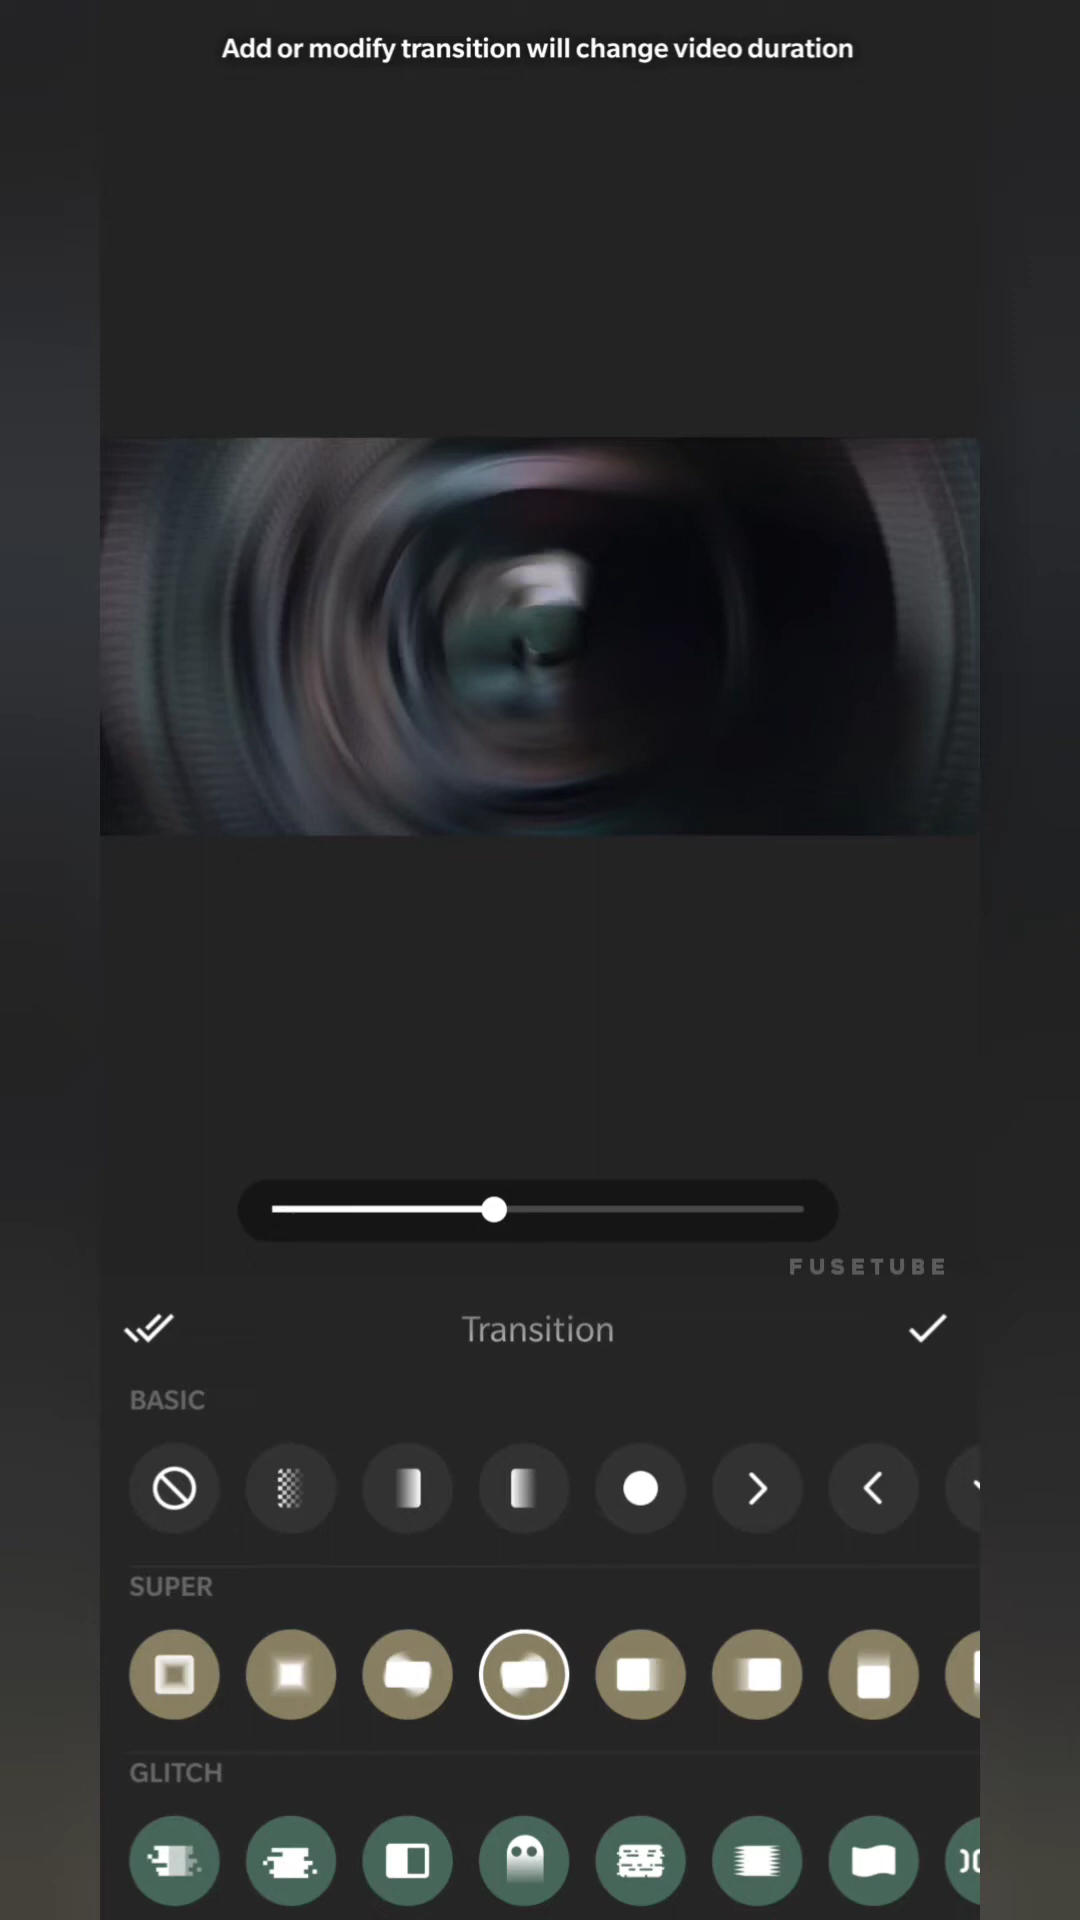 Add or modify transition will change video duration
FUSETUBE
Transition
BASIC
SUPER
GLITCH